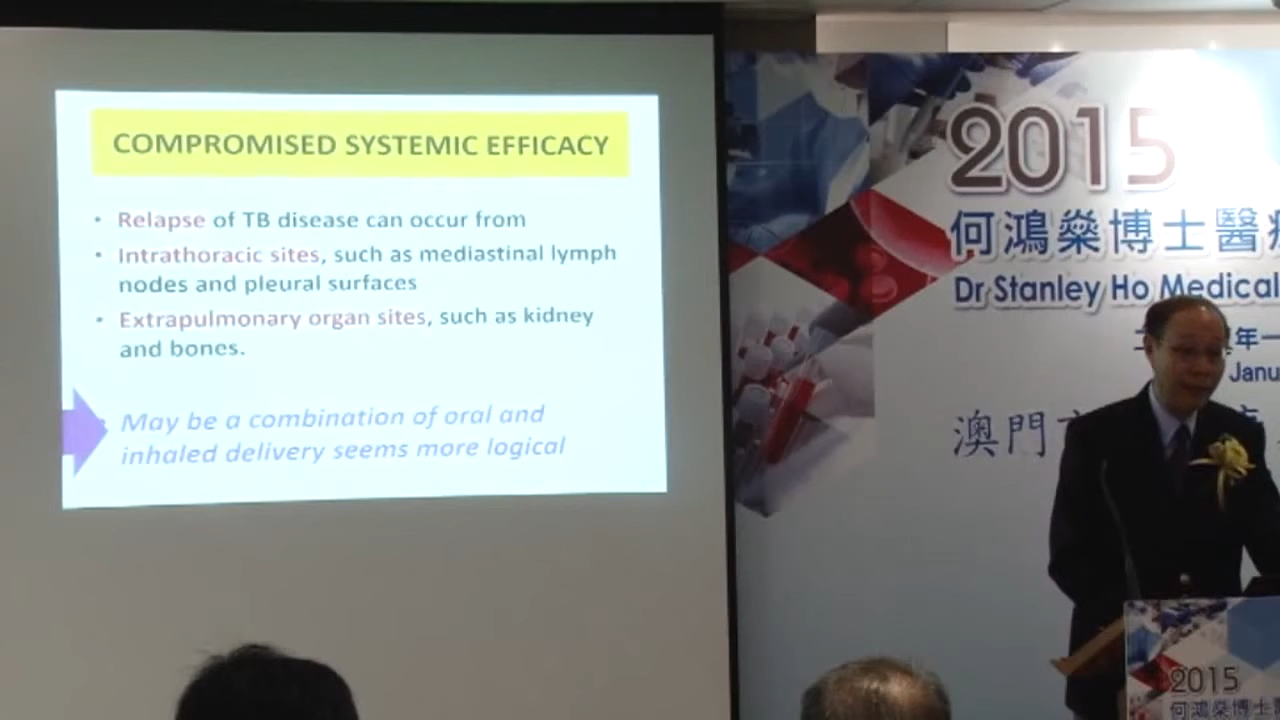 COMPROMISED SYSTEMIC EFFICACY
• Relapse of TB disease can occur from
• Intrathoracic sites, such as mediastinal lymph
nodes and pleural surfaces
• Extrapulmonary organ sites, such as kidney
and bones.
May be a combination of oral and
inhaled delivery seems more logical
2015
何鴻燊博士醫
Dr Stanley Ho Medical
年一
Janu
澳門
2015
何鴻燊博士